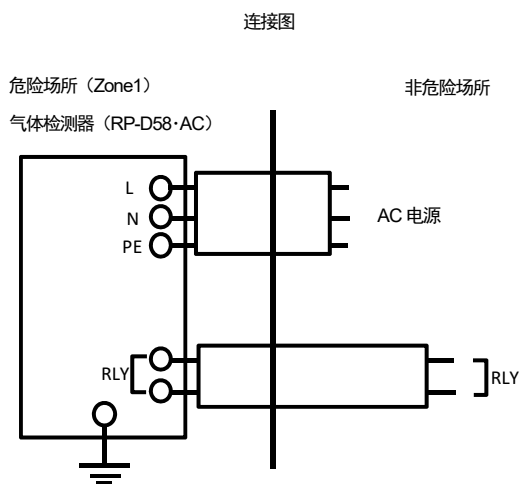 连接图
危险场所（Zone1）
非危险场所
气体检测器（RP-D58·AC）
L
N
PE
AC 电源
RLY
RLY